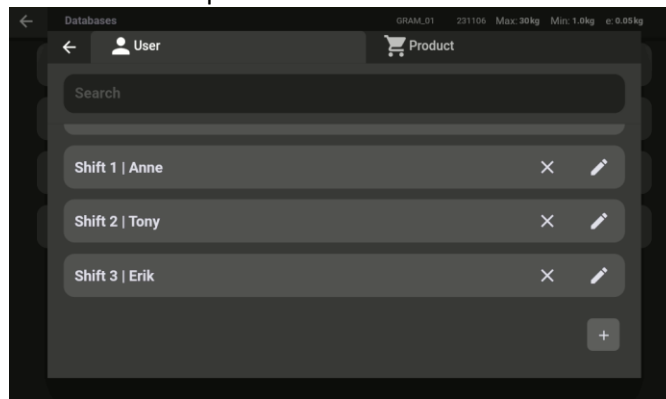 Databases GRAM_01 231106 Max: 30kg Min: 1.0kg e: 0.05kg
User Product
Search
Shift 1 | Anne
Shift 2 | Tony
Shift 3 | Erik